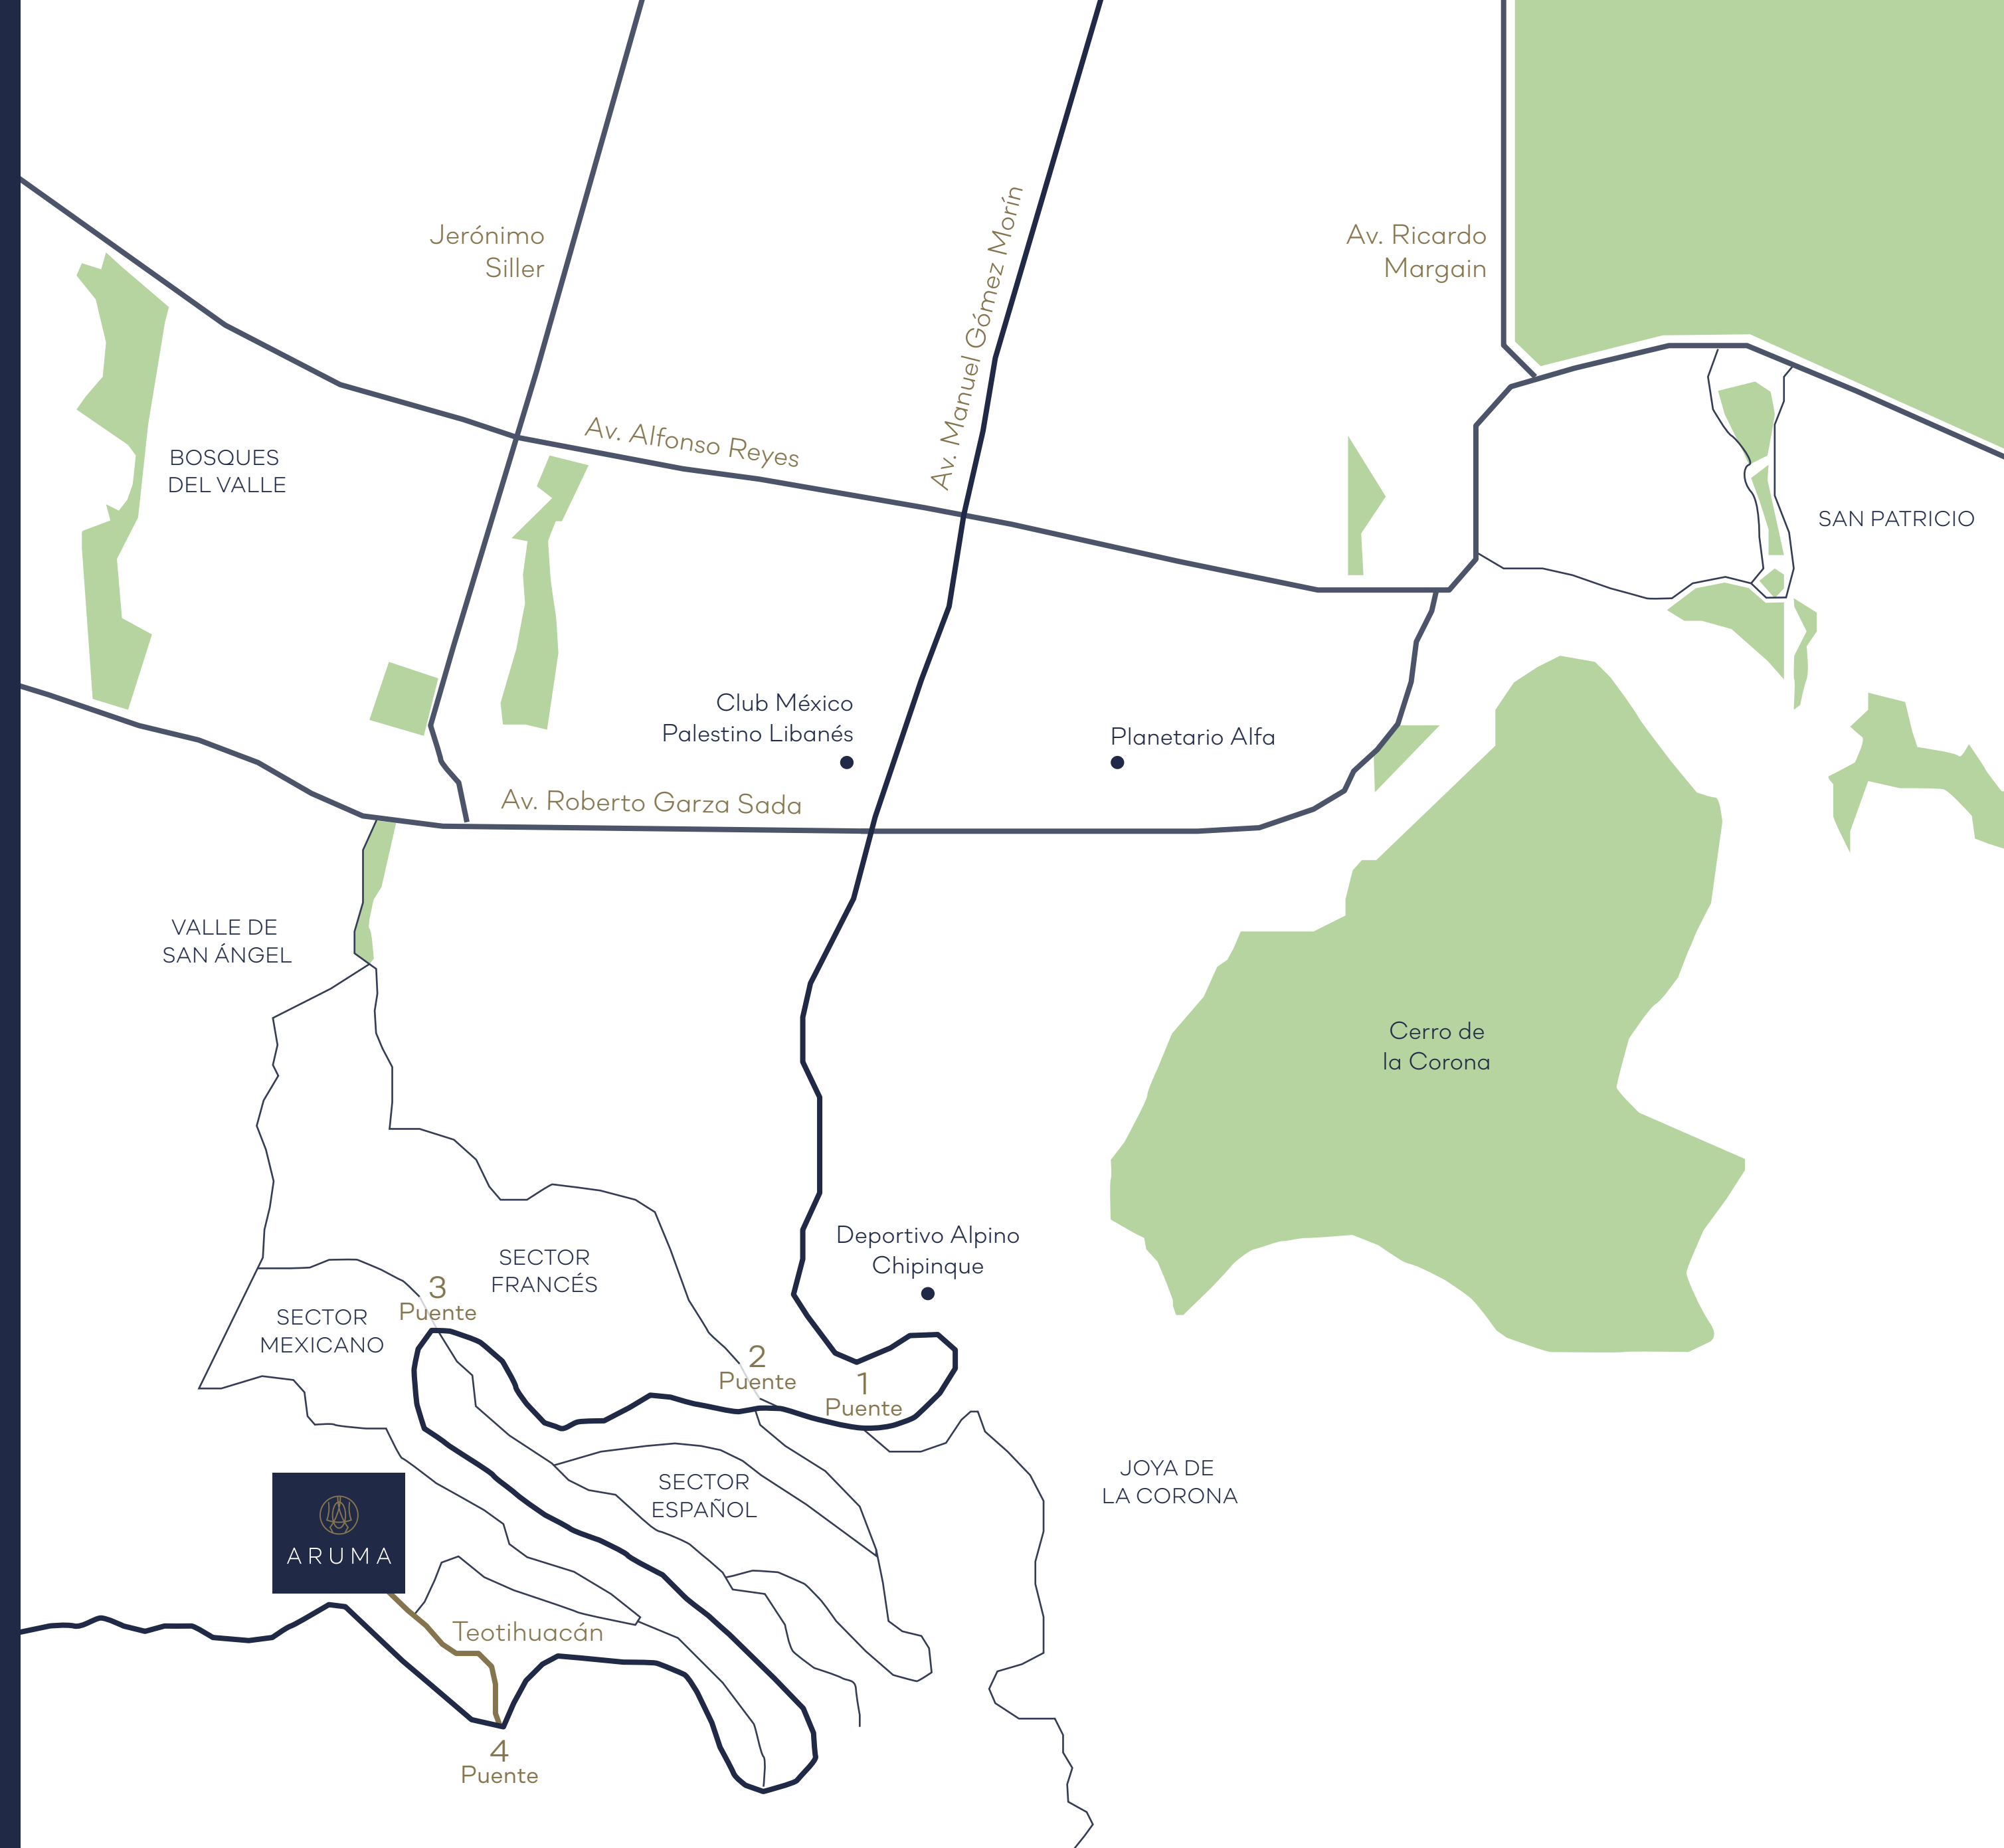 Jerónimo
Siller
Av. Manuel Gómez Morín
Av. Ricardo
Margain
Av. Alfonso Reyes
BOSQUES
DEL VALLE
SAN PATRICIO
Club México
Palestino Libanés
Planetario Alfa
Av. Roberto Garza Sada
VALLE DE
SAN ÁNGEL
Cerro de
la Corona
Deportivo Alpino
Chipinque
SECTOR
FRANCÉS
3
Puente
SECTOR
MEXICANO
2
Puente
1
Puente
SECTOR
ESPAÑOL
JOYA DE
LA CORONA
ARUMA
Teotihuacán
4
Puente